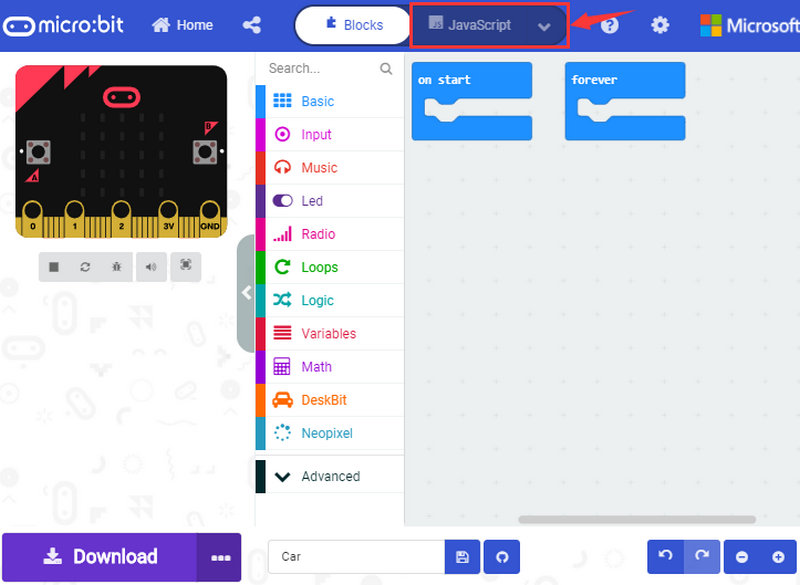 micro:bit
Home
Blocks
JS JavaScript
?
Microsoft
B
A
0 1 2 3V GND
Search...
Basic
Input
Music
Led
Radio
Loops
Logic
Variables
Math
DeskBit
Neopixel
Advanced
on start
forever
Download
Car